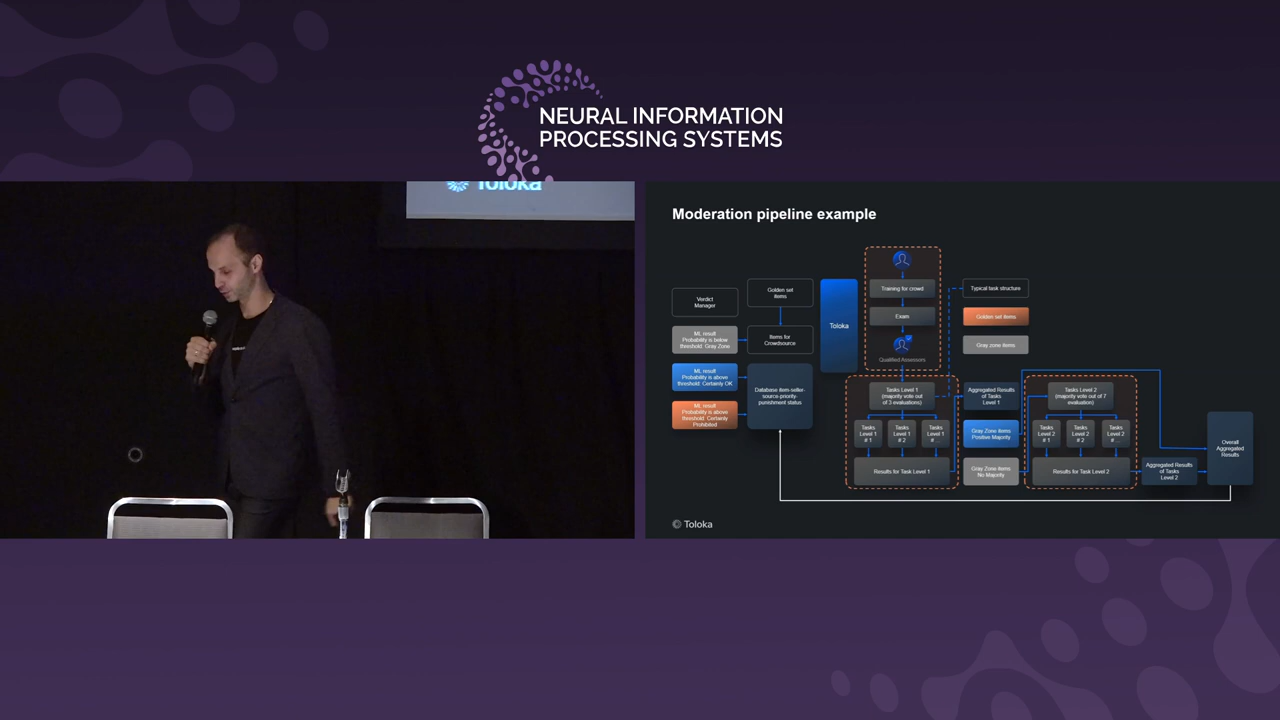 NEURAL INFORMATION
PROCESSING SYSTEMS
Toloka
Moderation pipeline example
Verdict
Manager
ML result
Probability is below
threshold: Gray Zone
ML result
Probability is above
threshold: Certainly OK
ML result
Probability is above
threshold: Certainly
Prohibited
Golden set
items
Items for
Crowdsource
Database item-seller-
source-priority-
punishment status
Toloka
Training for crowd
Exam
Qualified Assessors
Typical task structure
Golden set items
Gray zone items
Tasks Level 1
(majority vote out
of 3 evaluations)
Tasks
Level 1
# 1
Tasks
Level 1
# 2
Tasks
Level 1
# ...
Results for Task Level 1
Aggregated Results
of Tasks
Level 1
Gray Zone items
Positive Majority
Gray Zone items
No Majority
Tasks Level 2
(majority vote out of 7
evaluation)
Tasks
Level 2
# 1
Tasks
Level 2
# 2
Tasks
Level 2
# ...
Results for Task Level 2
Aggregated Results
of Tasks
Level 2
Overall
Aggregated
Results
Toloka